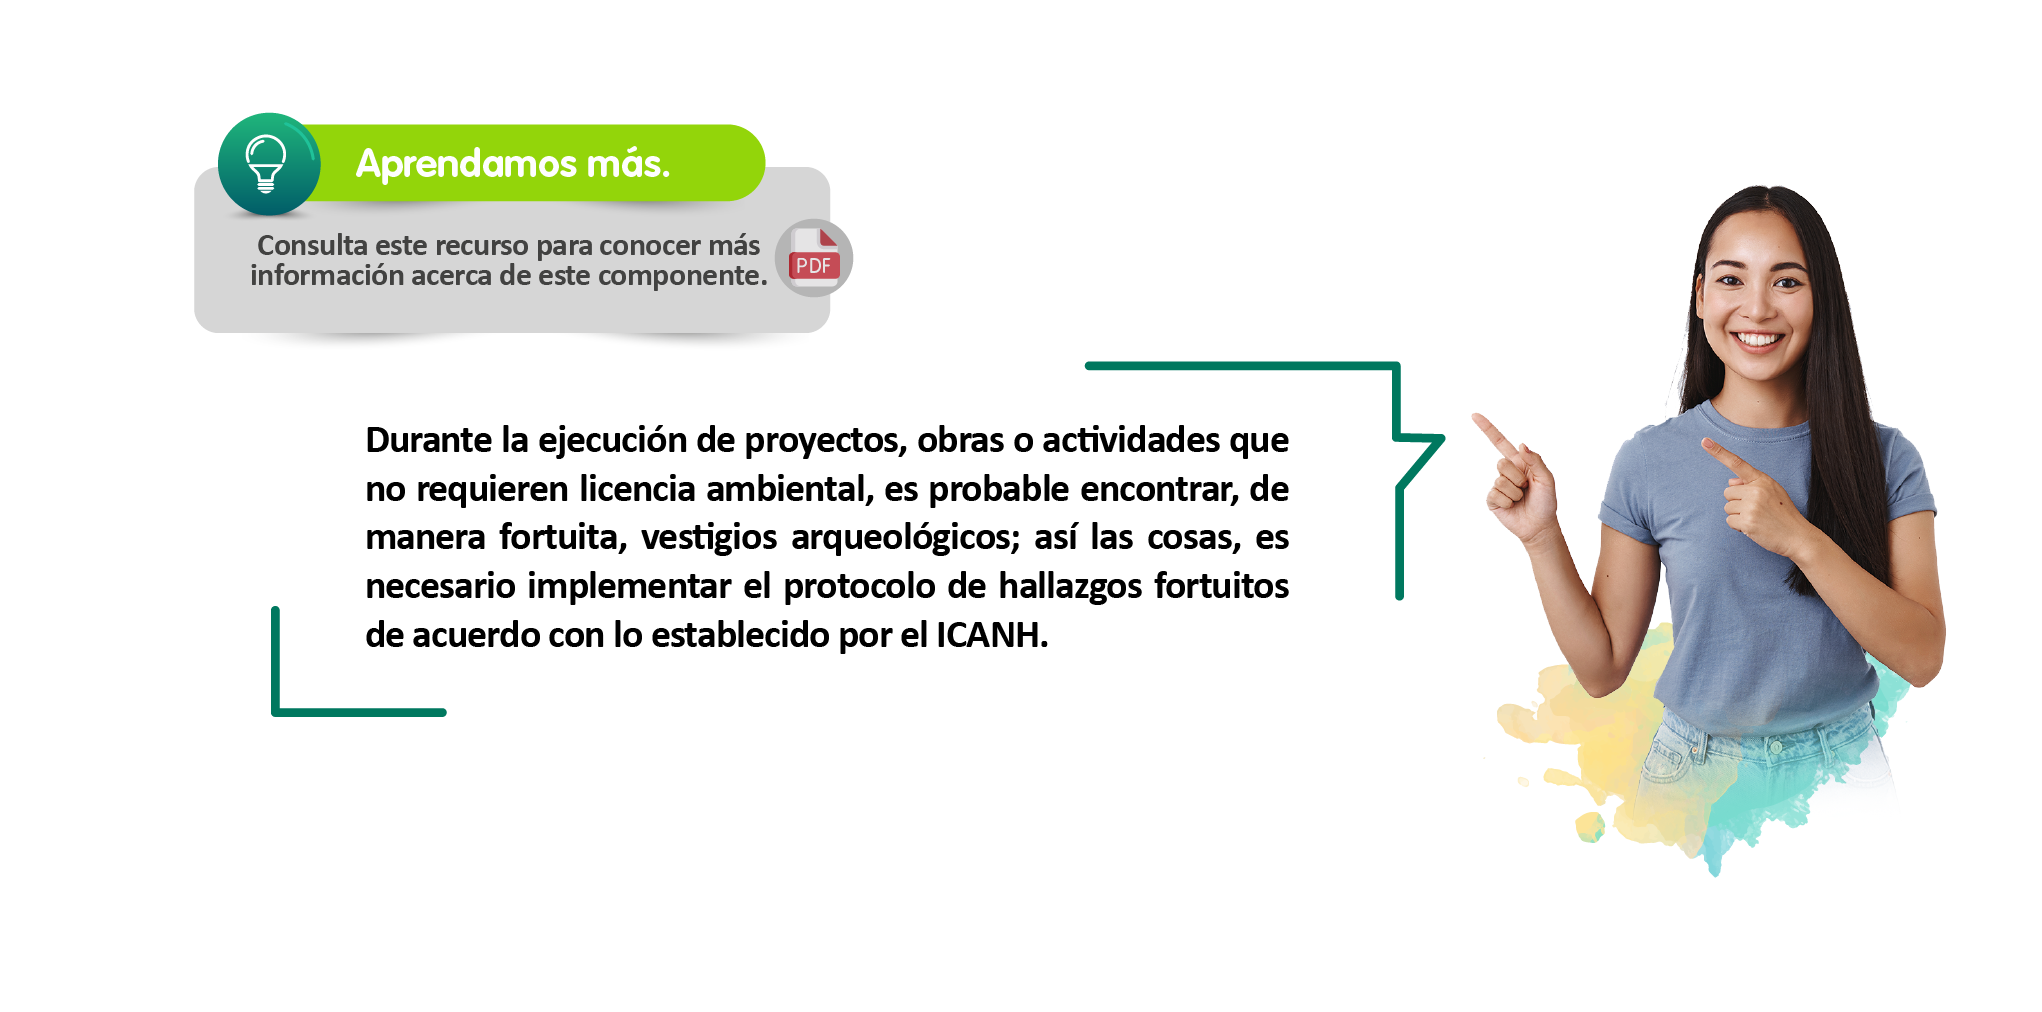 Aprendamos más.
Consulta este recurso para conocer más
información acerca de este componente.
PDF
Durante la ejecución de proyectos, obras o actividades que
no requieren licencia ambiental, es probable encontrar, de
manera fortuita, vestigios arqueológicos; así las cosas, es
necesario implementar el protocolo de hallazgos fortuitos
de acuerdo con lo establecido por el ICANH.